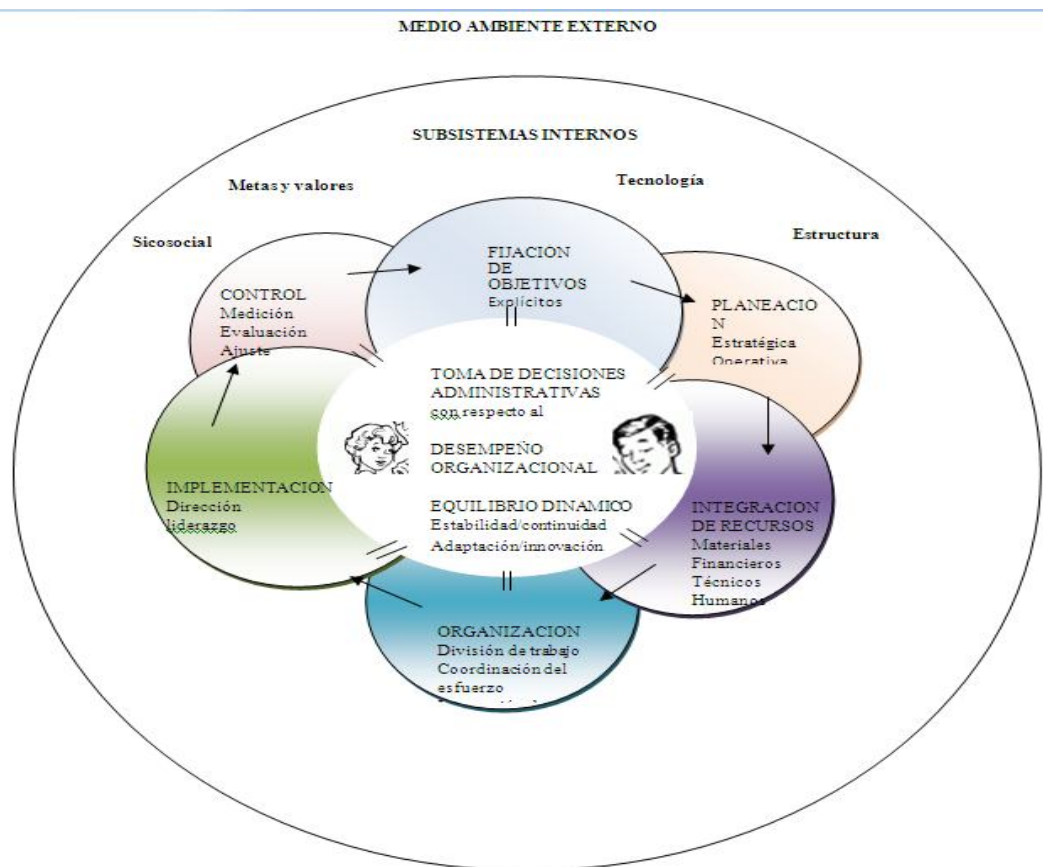 MEDIO AMBIENTE EXTERNO
SUBSISTEMAS INTERNOS
Metas y valores
Tecnología
Sicosocial
Estructura
FIJACION
DE
OBJETIVOS
Explícitos
CONTROL
Medición
Evaluación
Ajuste
PLANEACIO
N
Estratégica
Operativa
TOMA DE DECISIONES
ADMINISTRATIVAS
con respecto al
DESEMPEÑO
ORGANIZACIONAL
EQUILIBRIO DINAMICO
Estabilidad/continuidad
Adaptación/innovación
IMPLEMENTACION
Dirección
liderazgo
INTEGRACION
DE RECURSOS
Materiales
Financieros
Técnicos
Humanos
ORGANIZACION
División de trabajo
Coordinación del
esfuerzo